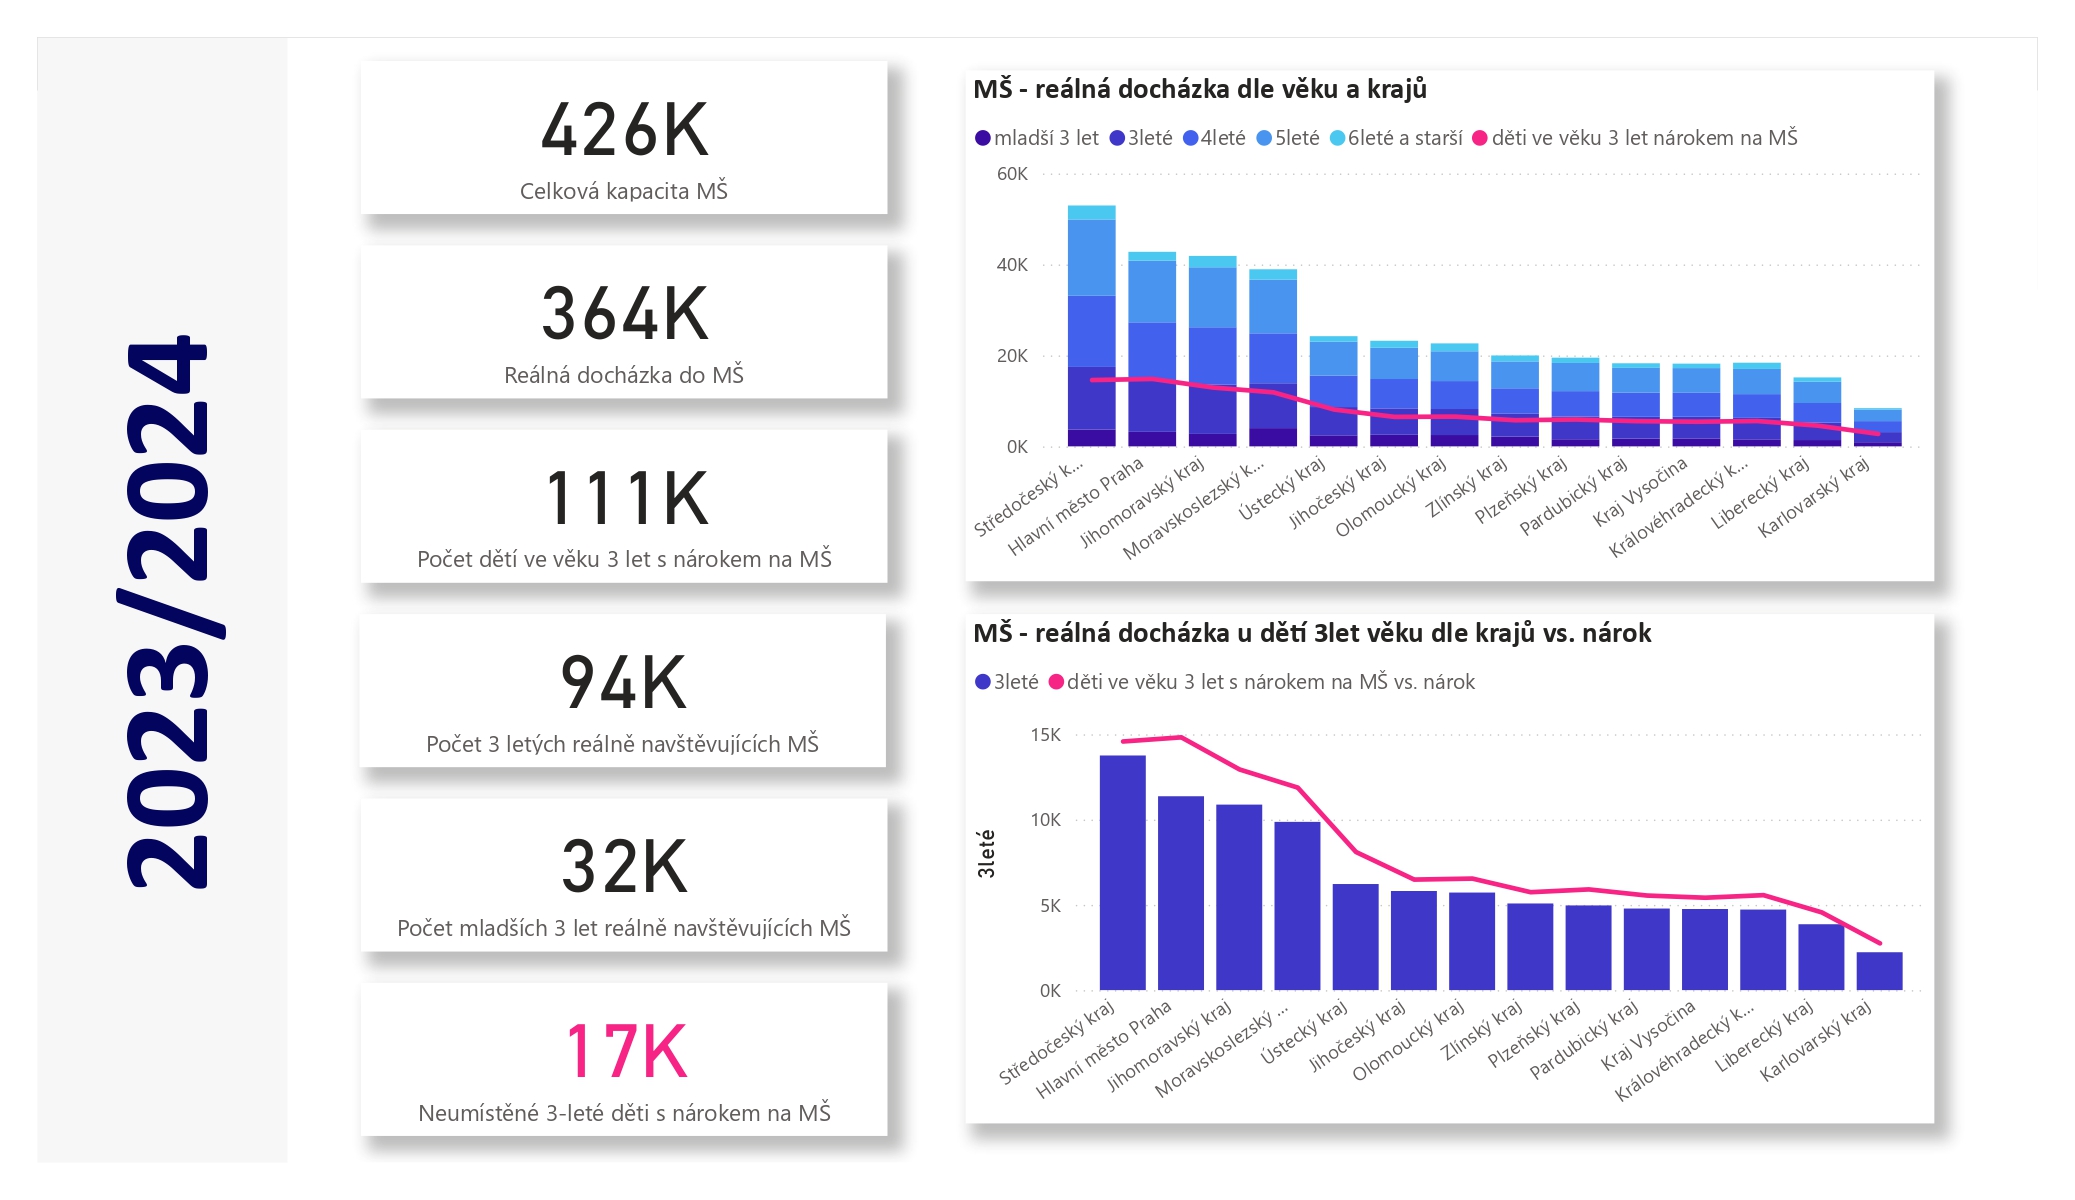 2023/2024
426K
Celková kapacita MŠ
364K
Reálná docházka do MŠ
111K
Počet dětí ve věku 3 let s nárokem na MŠ
94K
Počet 3 letých reálně navštěvujících MŠ
32K
Počet mladších 3 let reálně navštěvujících MŠ
17K
Neumístěné 3-leté děti s nárokem na MŠ
MŠ - reálná docházka dle věku a krajů
mladší 3 let 3leté 4leté 5leté 6leté a starší děti ve věku 3 let nárokem na MŠ
60K
40K
20K
0K
Středočeský k...
Hlavní město Praha
Jihomoravský kraj
Moravskoslezský k...
Ústecký kraj
Jihočeský kraj
Olomoucký kraj
Zlínský kraj
Plzeňský kraj
Pardubický kraj
Kraj Vysočina
Královéhradecký k...
Liberecký kraj
Karlovarský kraj
MŠ - reálná docházka u dětí 3let věku dle krajů vs. nárok
3leté děti ve věku 3 let s nárokem na MŠ vs. nárok
3leté
15K
10K
5K
0K
Středočeský kraj
Hlavní město Praha
Jihomoravský kraj
Moravskoslezský ...
Ústecký kraj
Jihočeský kraj
Olomoucký kraj
Zlínský kraj
Plzeňský kraj
Pardubický kraj
Kraj Vysočina
Královéhradecký k...
Liberecký kraj
Karlovarský kraj